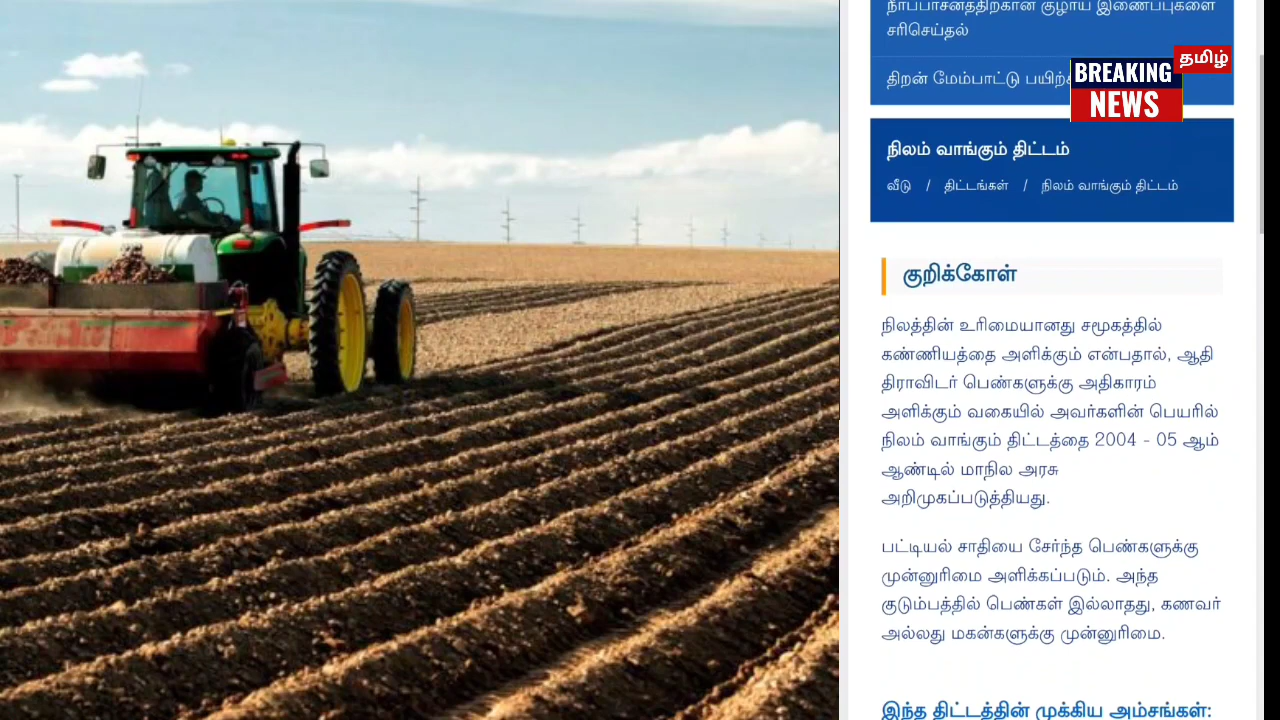 நீர்ப்பாசனத்திற்கான குழாய் இணைப்புகளை
சரிசெய்தல்
திறன் மேம்பாட்டு
தமிழ்
BREAKING
NEWS
நிலம் வாங்கும் திட்டம்
வீடு / திட்டங்கள் / நிலம் வாங்கும் திட்டம்
குறிக்கோள்
நிலத்தின் உரிமையானது சமூகத்தில்
கண்ணியத்தை அளிக்கும் என்பதால், ஆதி
திராவிடர் பெண்களுக்கு அதிகாரம்
அளிக்கும் வகையில் அவர்களின் பெயரில்
நிலம் வாங்கும் திட்டத்தை 2004 - 05 ஆம்
ஆண்டில் மாநில அரசு
அறிமுகப்படுத்தியது.
பட்டியல் சாதியை சேர்ந்த பெண்களுக்கு
முன்னுரிமை அளிக்கப்படும். அந்த
குடும்பத்தில் பெண்கள் இல்லாதது, கணவர்
அல்லது மகன்களுக்கு முன்னுரிமை.
இந்த திட்டத்தின் முக்கிய அம்சங்கள்: